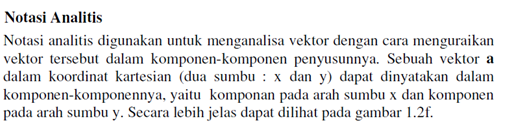 Notasi Analitis
Notasi analitis digunakan untuk menganalisa vektor dengan cara menguraikan
vektor tersebut dalam komponen-komponen penyusunnya. Sebuah vektor a
dalam koordinat kartesian (dua sumbu : x dan y) dapat dinyatakan dalam
komponen-komponennya, yaitu komponan pada arah sumbu x dan komponen
pada arah sumbu y. Secara lebih jelas dapat dilihat pada gambar 1.2f.